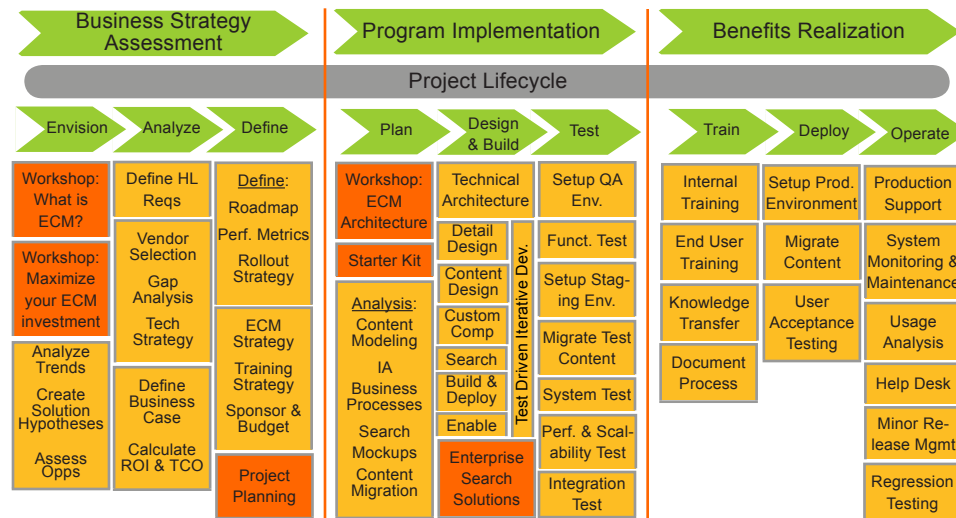 Business Strategy
Assessment
Program Implementation
Benefits Realization
Project Lifecycle
Envision
Analyze
Define
Plan
Design
& Build
Test
Train
Deploy
Operate
Workshop:
What is
ECM?
Workshop:
Maximize
your ECM
investment
Analyze
Trends
Create
Solution
Hypotheses
Assess
Opps
Define HL
Reqs
Vendor
Selection
Gap
Analysis
Tech
Strategy
Define
Business
Case
Calculate
ROI & TCO
Define:
Roadmap
Perf. Metrics
Rollout
Strategy
ECM
Strategy
Training
Strategy
Sponsor &
Budget
Project
Planning
Workshop:
ECM
Architecture
Starter Kit
Analysis:
Content
Modeling
IA
Business
Processes
Search
Mockups
Content
Migration
Technical
Architecture
Detail
Design
Content
Design
Custom
Comp
Search
Build &
Deploy
Enable
Test Driven Iterative Dev.
Enterprise
Search
Solutions
Setup QA
Env.
Funct. Test
Setup Stag-
ing Env.
Migrate Test
Content
System Test
Perf. & Scal-
ability Test
Integration
Test
Internal
Training
End User
Training
Knowledge
Transfer
Document
Process
Setup Prod.
Environment
Migrate
Content
User
Acceptance
Testing
Production
Support
System
Monitoring &
Maintenance
Usage
Analysis
Help Desk
Minor Re-
lease Mgmt
Regression
Testing